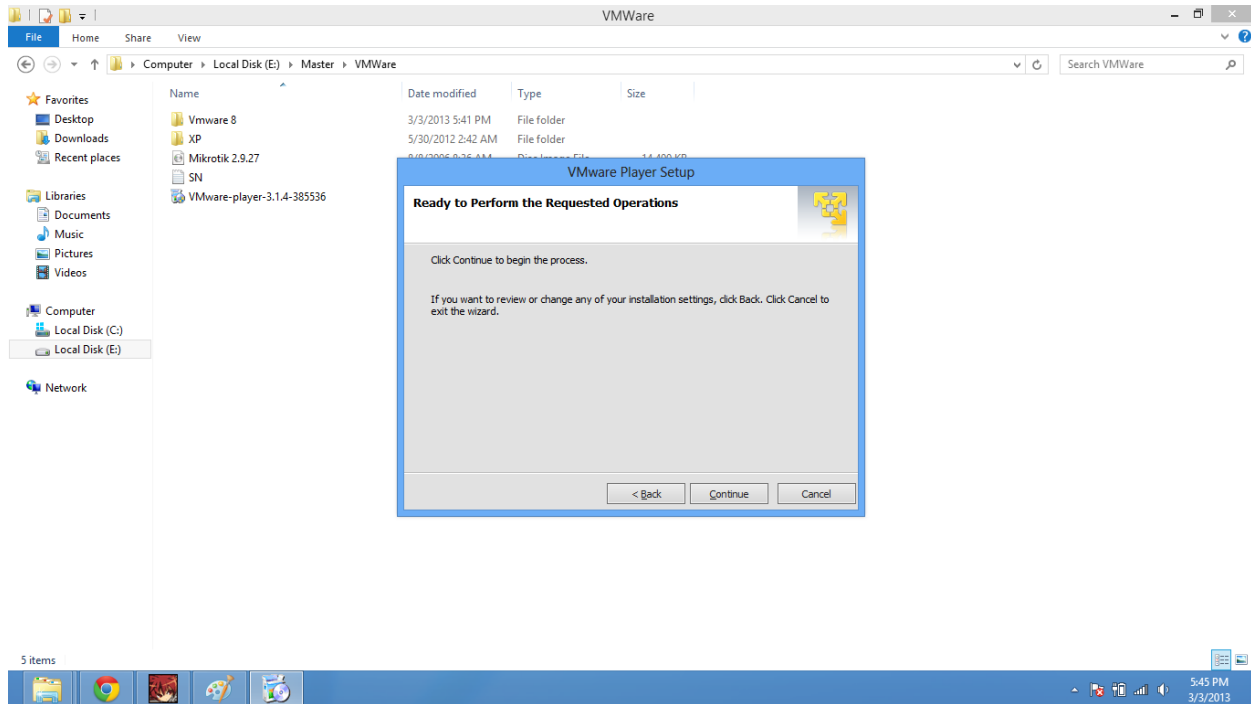 VMWare
File Home Share View
Computer Local Disk (E:) Master VMWare
Search VMWare
Name Date modified Type Size
Favorites
Desktop
Downloads
Recent places
Libraries
Documents
Music
Pictures
Videos
Computer
Local Disk (C:)
Local Disk (E:)
Network
Vmware 8 3/3/2013 5:41 PM File folder
XP 5/30/2012 2:42 AM File folder
Mikrotik 2.9.27
SN
VMware-player-3.1.4-385536
VMware Player Setup
Ready to Perform the Requested Operations
Click Continue to begin the process.
If you want to review or change any of your installation settings, click Back. Click Cancel to
exit the wizard.
< Back Continue Cancel
5 items
5:45 PM
3/3/2013